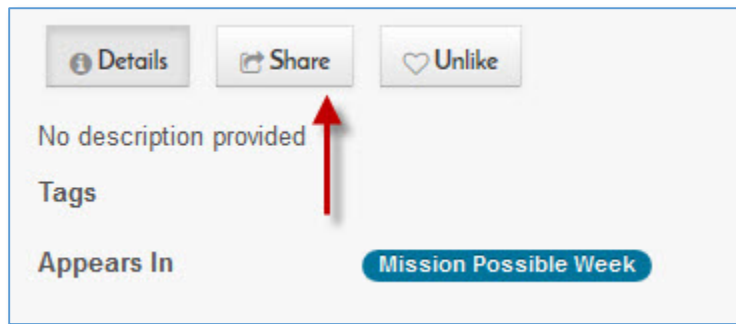 Details Share Unlike
No description provided
Tags
Appears In Mission Possible Week